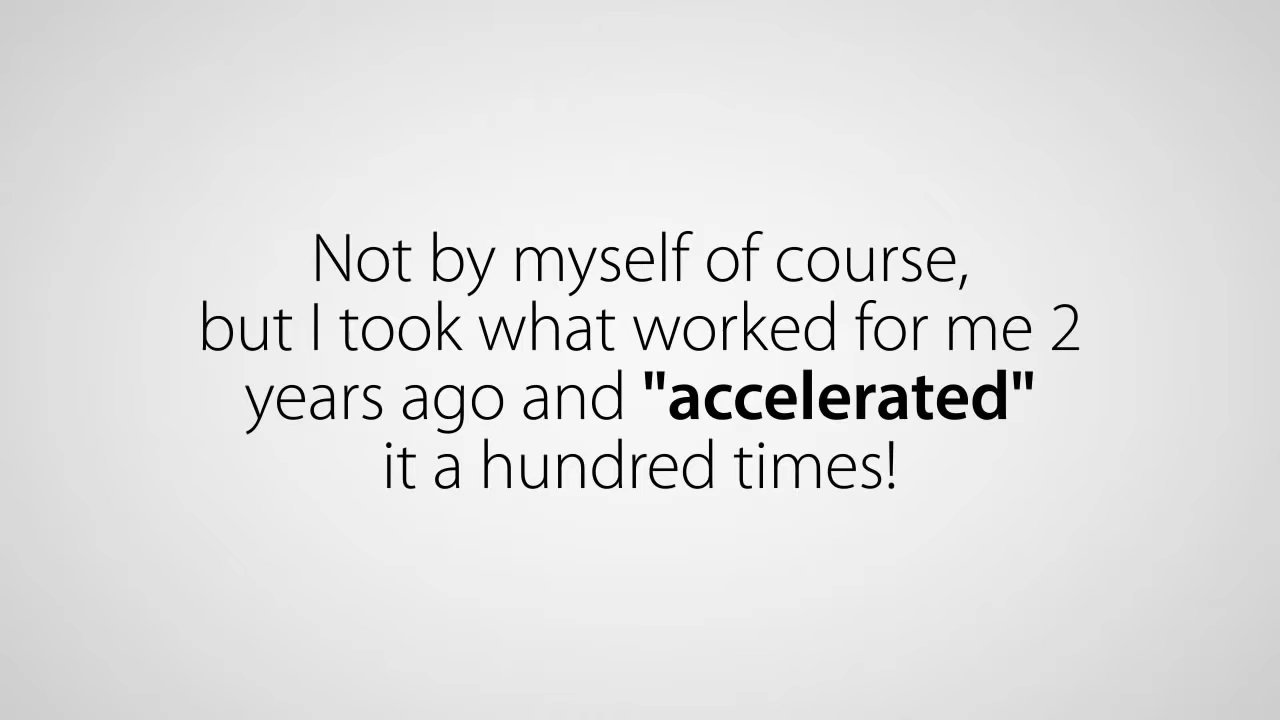 Not by myself of course,
but I took what worked for me 2
years ago and "accelerated"
it a hundred times!